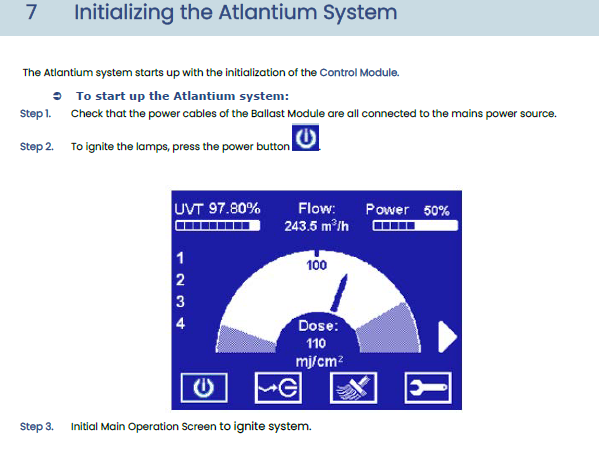 7 Initializing the Atlantium System
The Atlantium system starts up with the initialization of the Control Module.
To start up the Atlantium system:
Step 1. Check that the power cables of the Ballast Module are all connected to the mains power source.
Step 2. To ignite the lamps, press the power button .
UVT 97.80% Flow: Power 50%
243.5 m³/h
1
100
2
3
4
Dose:
110
mj/cm²
Step 3. Initial Main Operation Screen to ignite system.